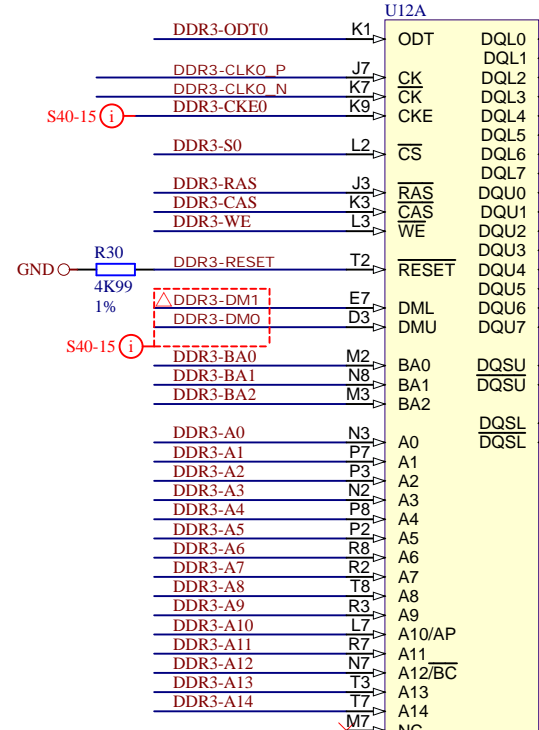 U12A
DDR3-ODT0 K1 ODT DQL0
DQL1
DDR3-CLK0_P J7 CK DQL2
DDR3-CLK0_N K7 CK DQL3
S40-15 i DDR3-CKE0 K9 CKE DQL4
DQL5
DDR3-S0 L2 CS DQL6
DQL7
DDR3-RAS J3 RAS DQU0
DDR3-CAS K3 CAS DQU1
DDR3-WE L3 WE DQU2
DQU3
GND R30 DDR3-RESET T2 RESET DQU4
4K99 DQU5
1% DDR3-DM1 E7 DML DQU6
DDR3-DM0 D3 DMU DQU7
S40-15 i
DDR3-BA0 M2 BA0 DQSU
DDR3-BA1 N8 BA1 DQSU
DDR3-BA2 M3 BA2
DQSL
DDR3-A0 N3 A0 DQSL
DDR3-A1 P7 A1
DDR3-A2 P3 A2
DDR3-A3 N2 A3
DDR3-A4 P8 A4
DDR3-A5 P2 A5
DDR3-A6 R8 A6
DDR3-A7 R2 A7
DDR3-A8 T8 A8
DDR3-A9 R3 A9
DDR3-A10 L7 A10/AP
DDR3-A11 R7 A11
DDR3-A12 N7 A12/BC
DDR3-A13 T3 A13
DDR3-A14 T7 A14
M7 NC